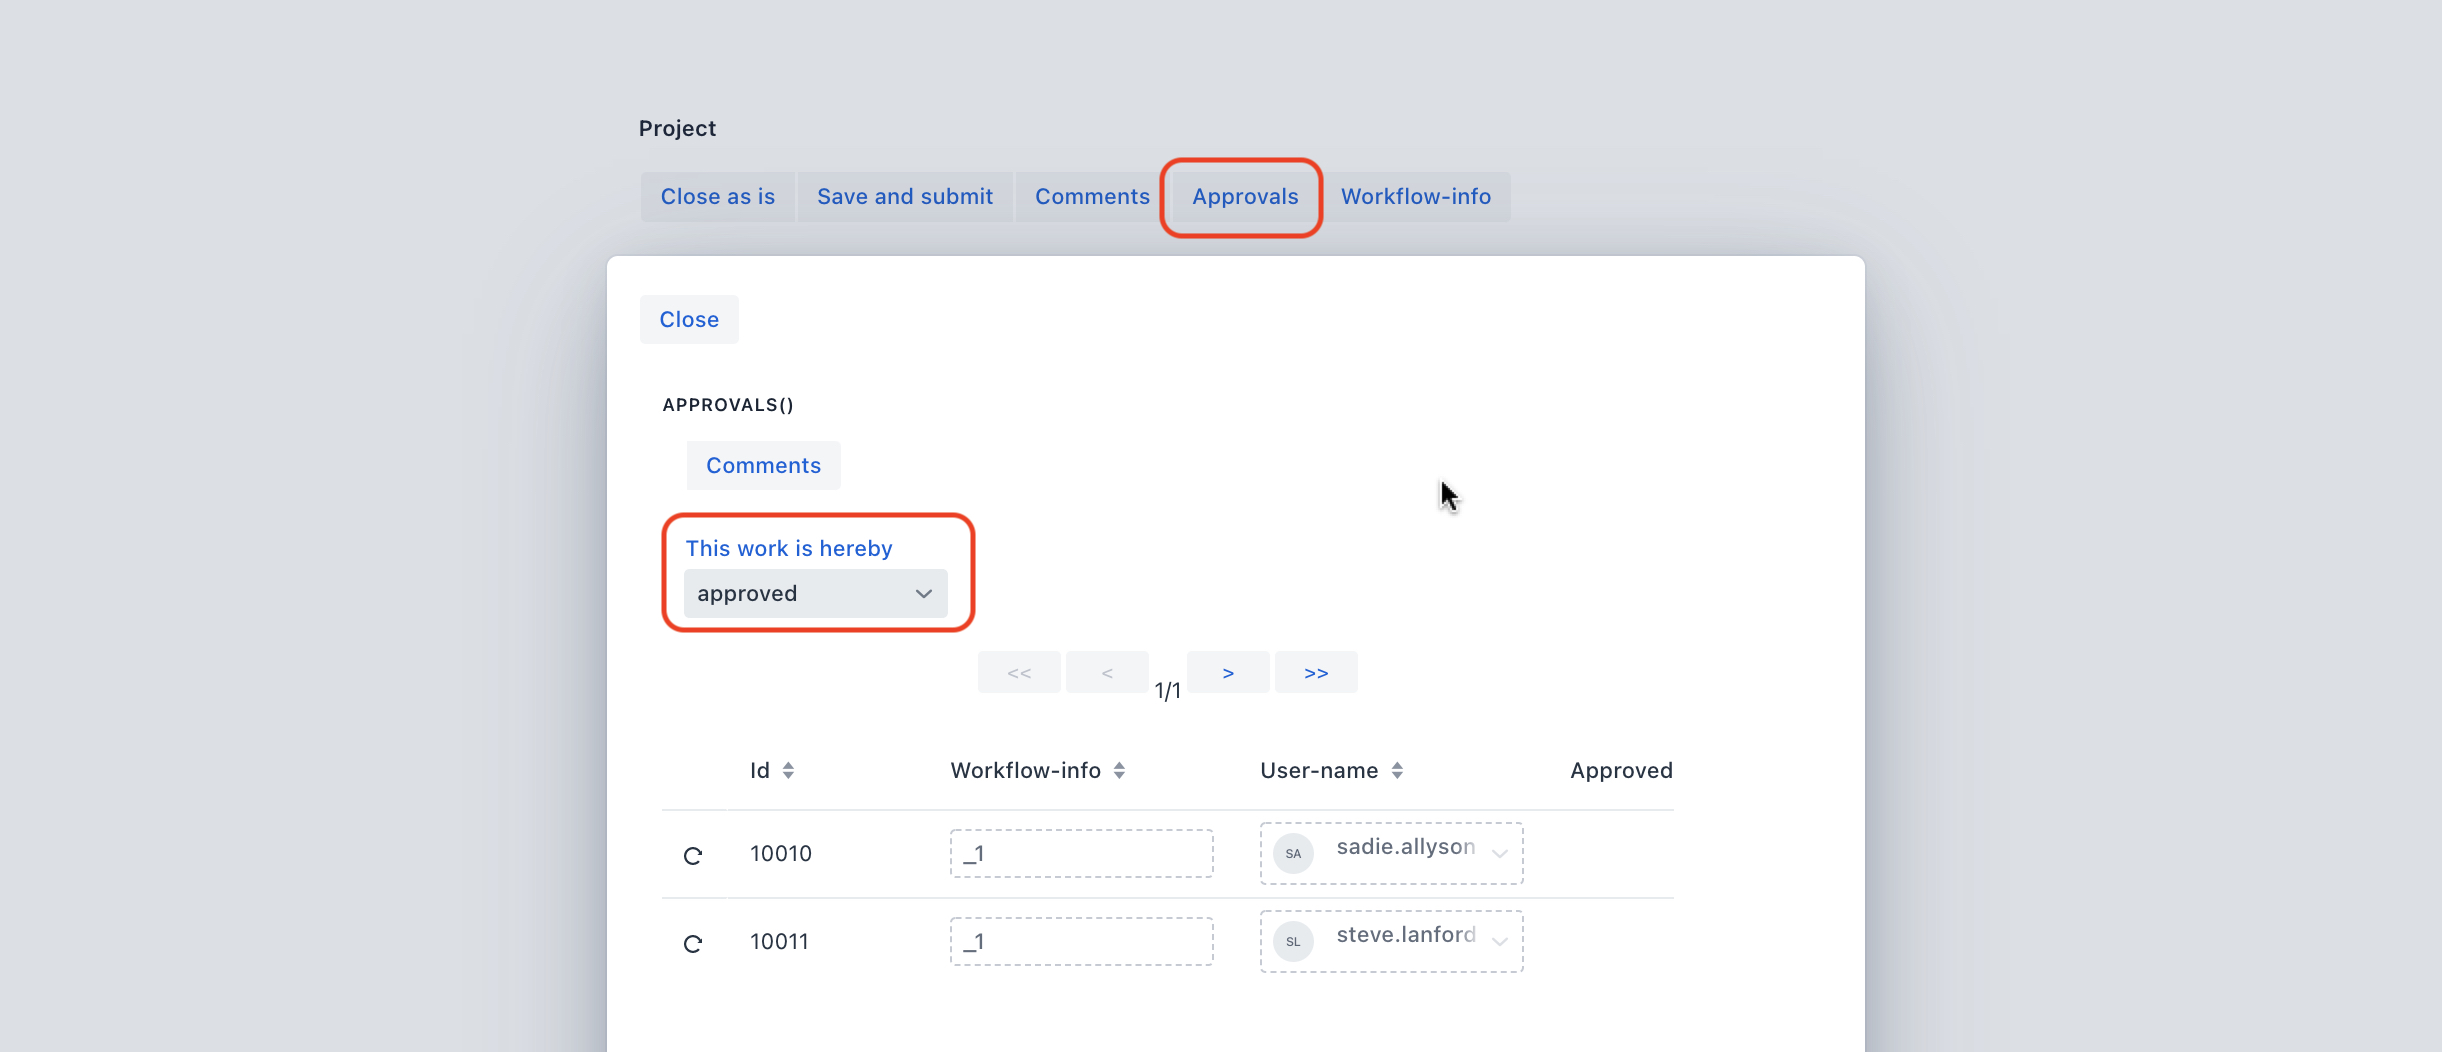 Project
Close as is Save and submit Comments Approvals Workflow-info
Close
APPROVALS()
Comments
This work is hereby
approved
<< < 1/1 > >>
Id Workflow-info User-name Approved
10010 _1 SA sadie.allyson
10011 _1 SL steve.lanford